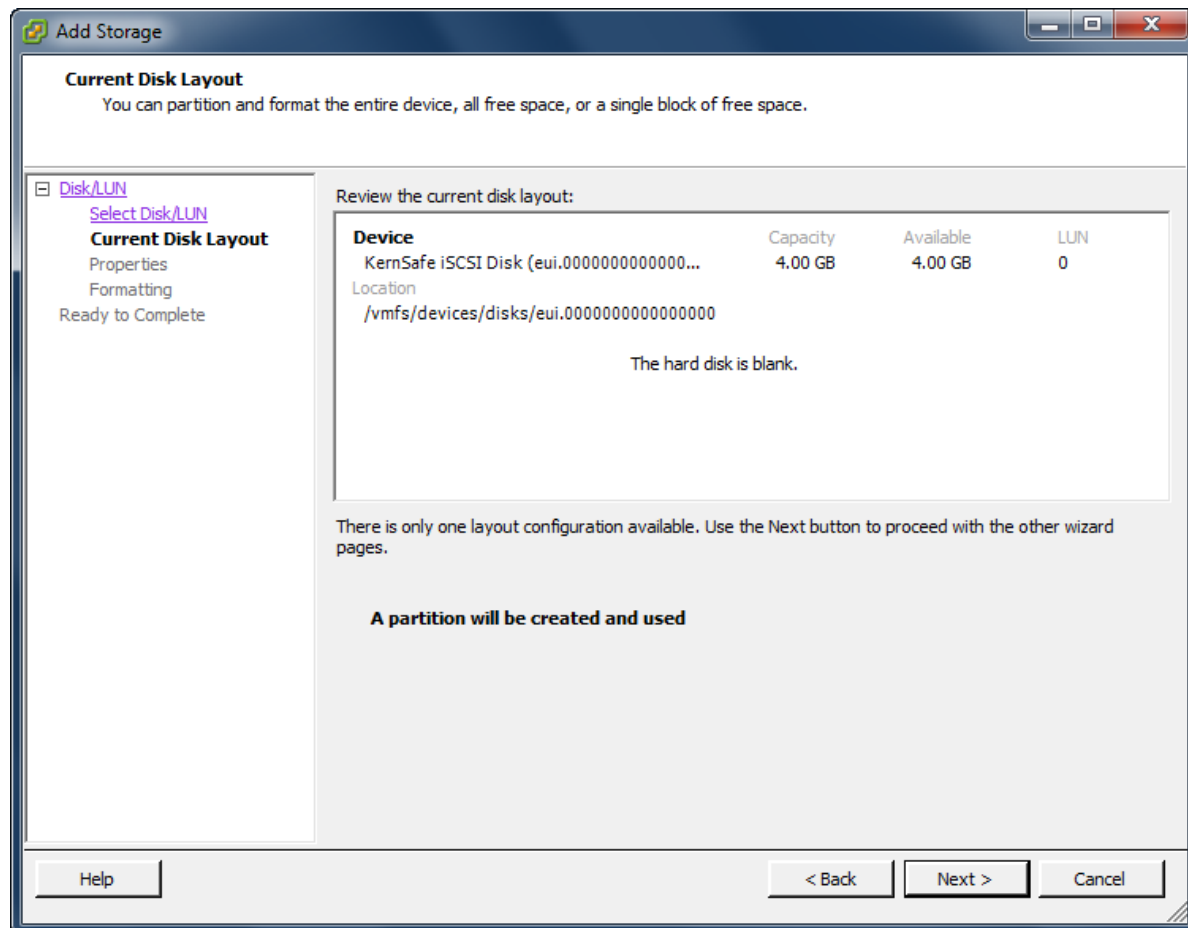 Add Storage
Current Disk Layout
You can partition and format the entire device, all free space, or a single block of free space.
Disk/LUN
Select Disk/LUN
Current Disk Layout
Properties
Formatting
Ready to Complete
Review the current disk layout:
Device Capacity Available LUN
KernSafe iSCSI Disk (eui.0000000000000... 4.00 GB 4.00 GB 0
Location
/vmfs/devices/disks/eui.0000000000000000
The hard disk is blank.
There is only one layout configuration available. Use the Next button to proceed with the other wizard
pages.
A partition will be created and used
Help < Back Next > Cancel